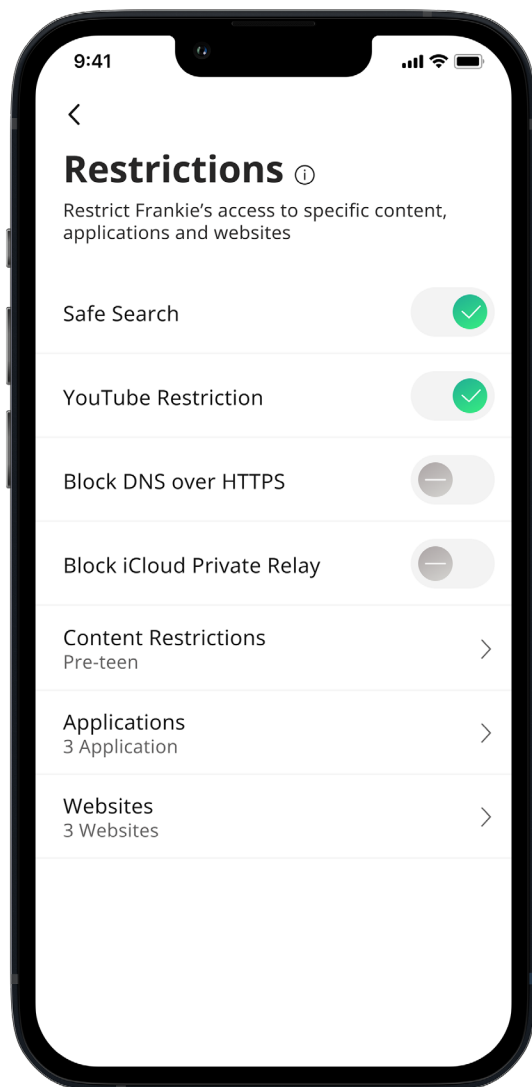 9:41
Restrictions
Restrict Frankie’s access to specific content,
applications and websites
Safe Search
YouTube Restriction
Block DNS over HTTPS
Block iCloud Private Relay
Content Restrictions
Pre-teen
Applications
3 Application
Websites
3 Websites